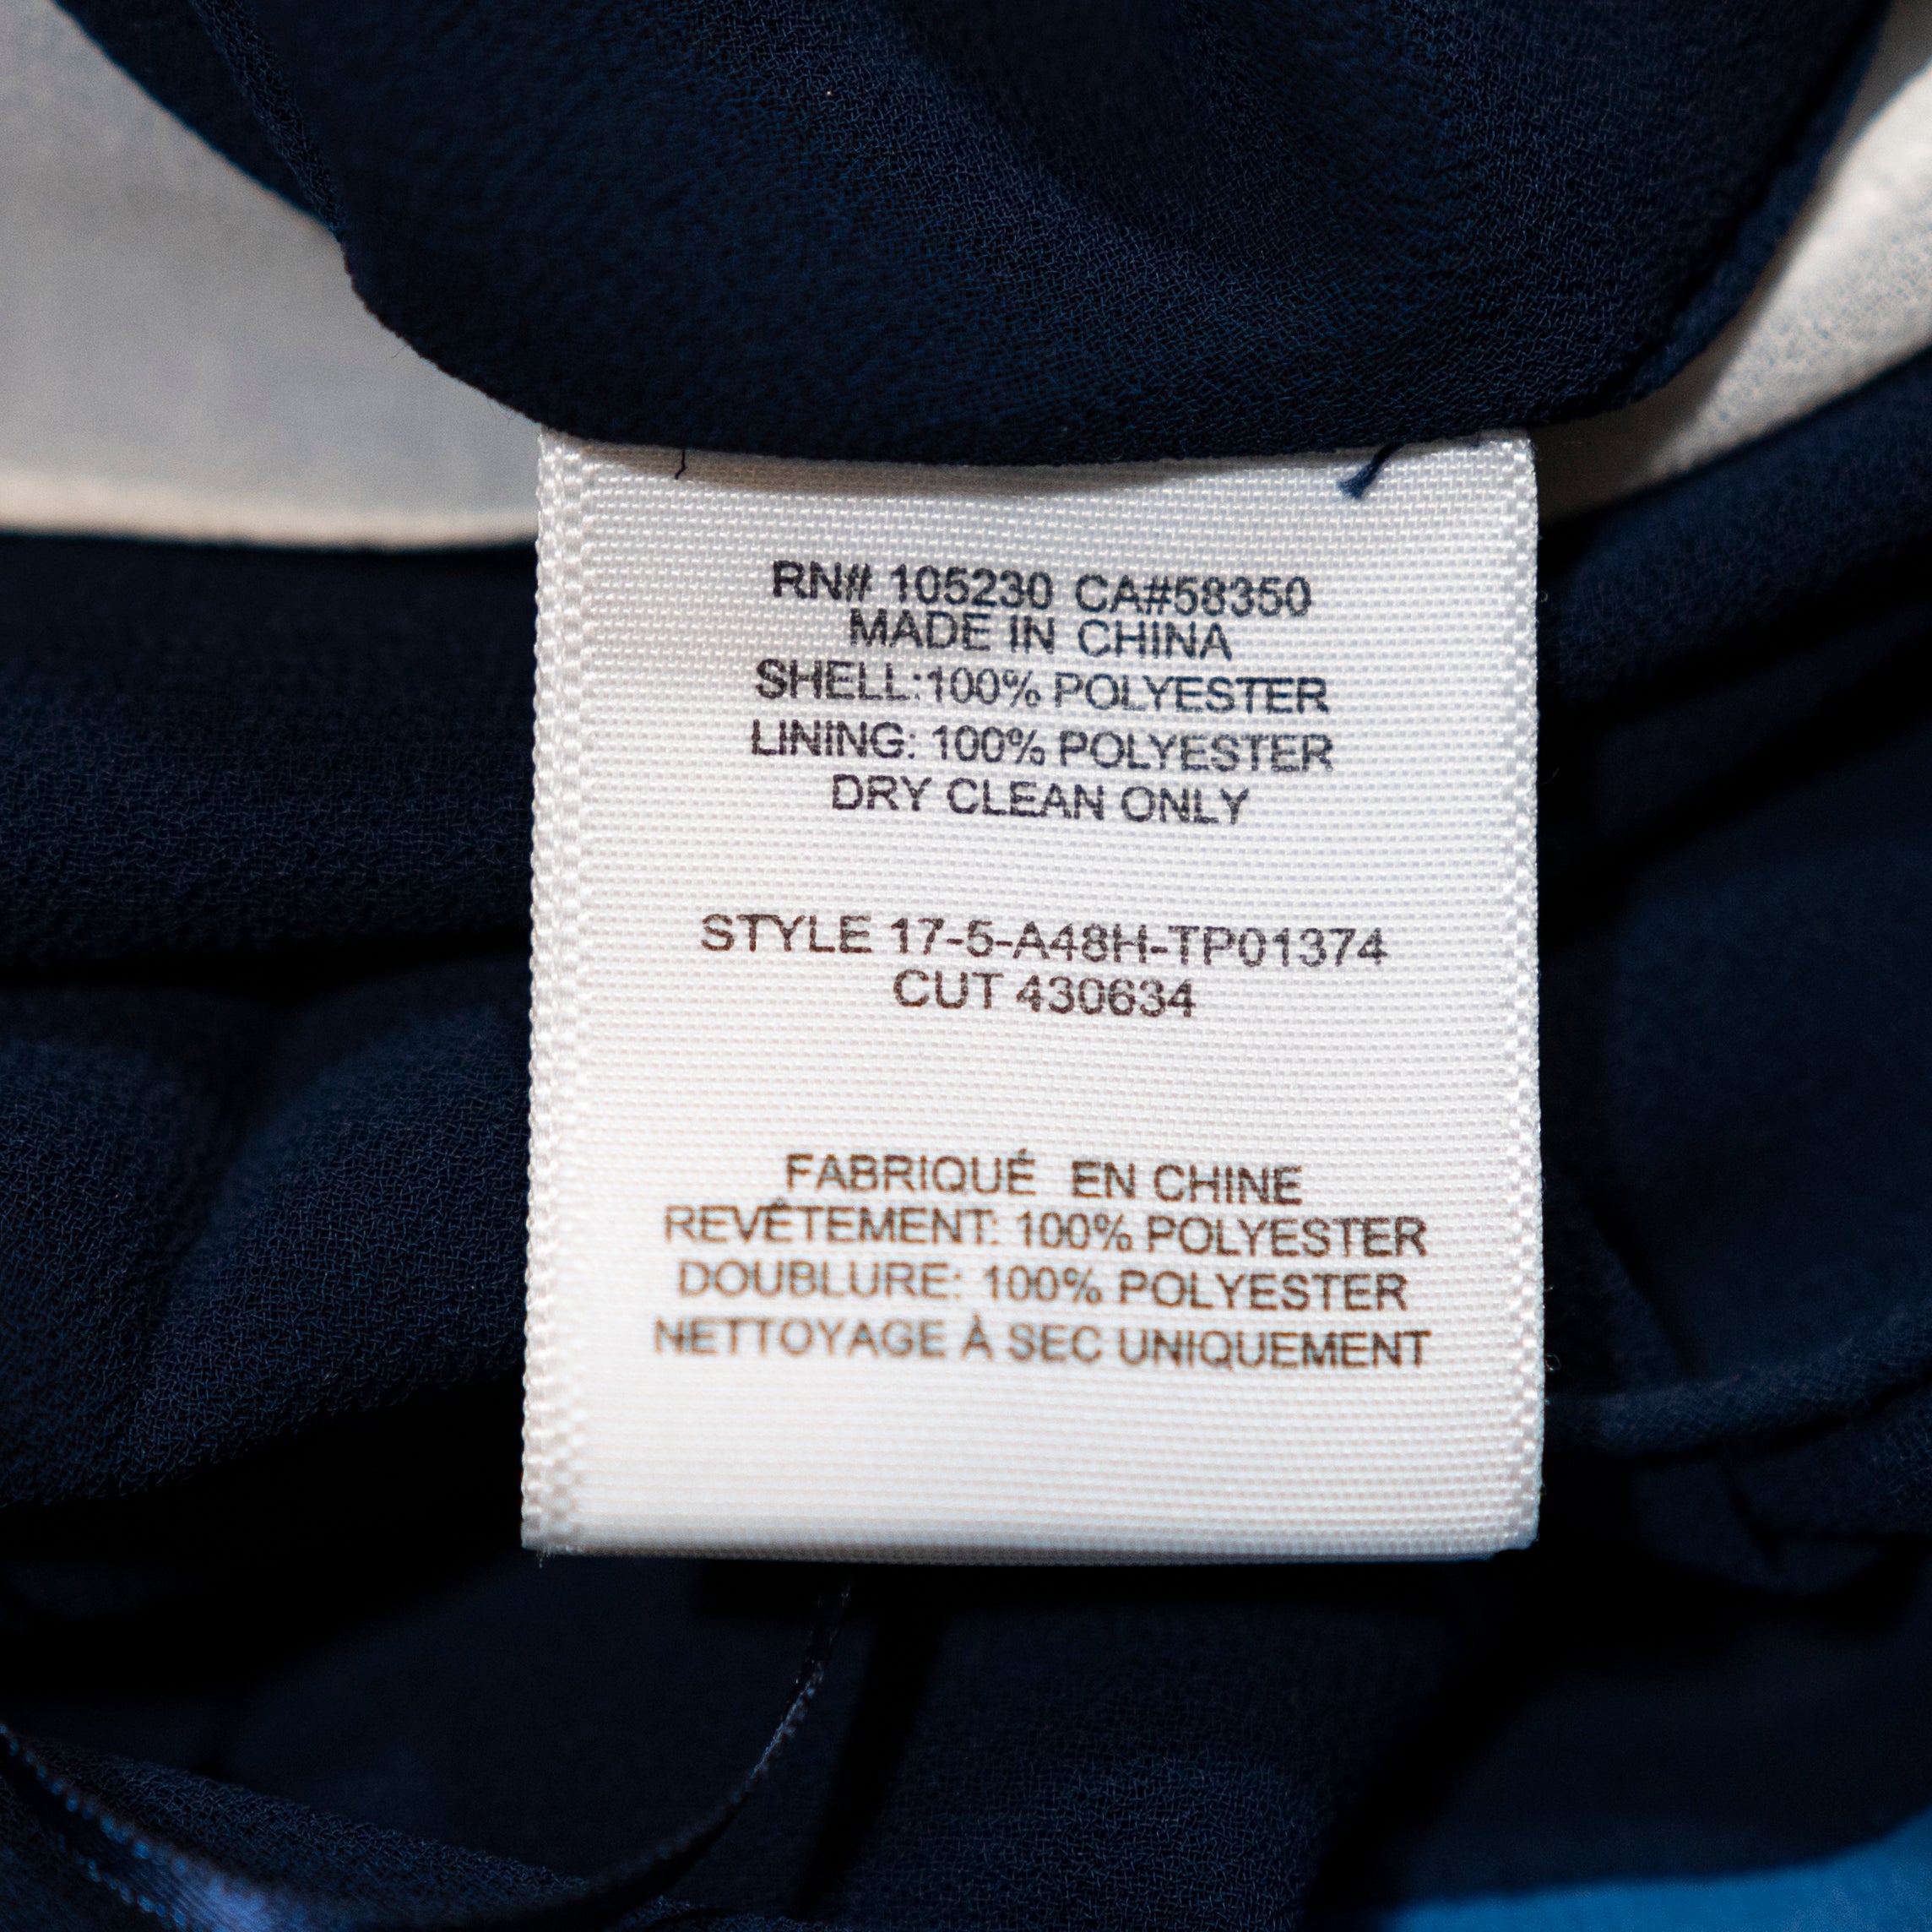 RN# 105230 CA#58350
MADE IN CHINA
SHELL:100% POLYESTER
LINING: 100% POLYESTER
DRY CLEAN ONLY
STYLE 17-5-A48H-TP01374
CUT 430634
FABRIQUÉ EN CHINE
REVÊTEMENT: 100% POLYESTER
DOUBLURE: 100% POLYESTER
NETTOYAGE À SEC UNIQUEMENT